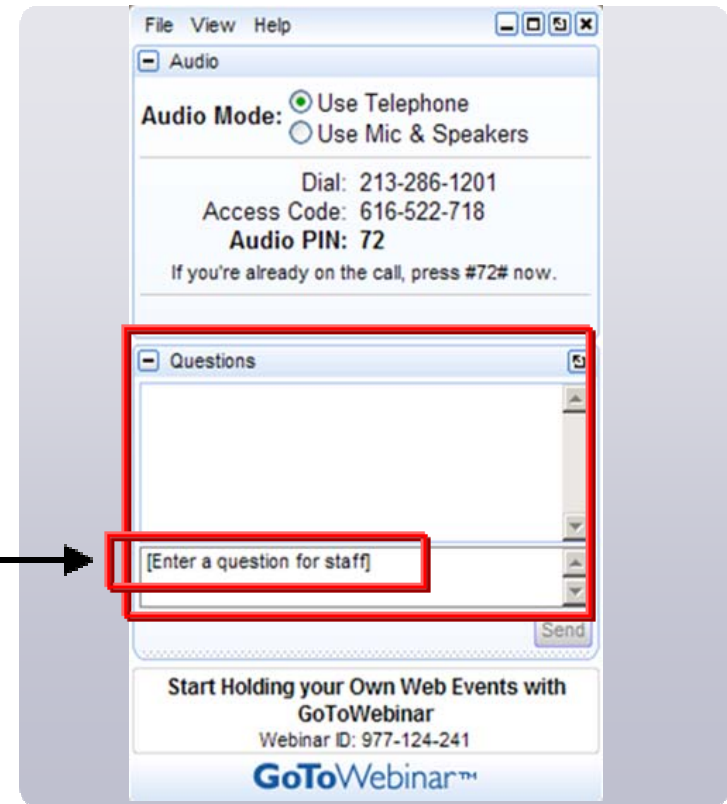 File View Help
Audio
Audio Mode: Use Telephone
Use Mic & Speakers
Dial: 213-286-1201
Access Code: 616-522-718
Audio PIN: 72
If you're already on the call, press #72# now.
Questions
[Enter a question for staff]
Send
Start Holding your Own Web Events with
GoToWebinar
Webinar ID: 977-124-241
GoToWebinar™